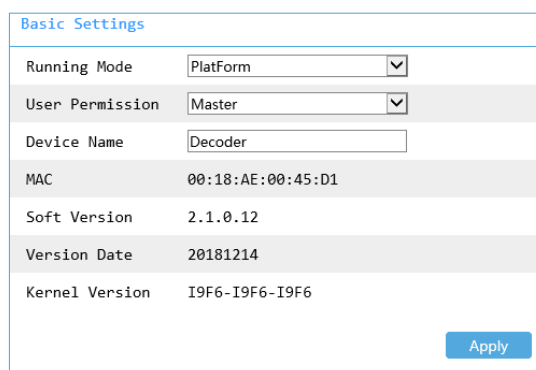 Basic Settings
Running Mode PlatForm
User Permission Master
Device Name Decoder
MAC 00:18:AE:00:45:D1
Soft Version 2.1.0.12
Version Date 20181214
Kernel Version I9F6-I9F6-I9F6
Apply